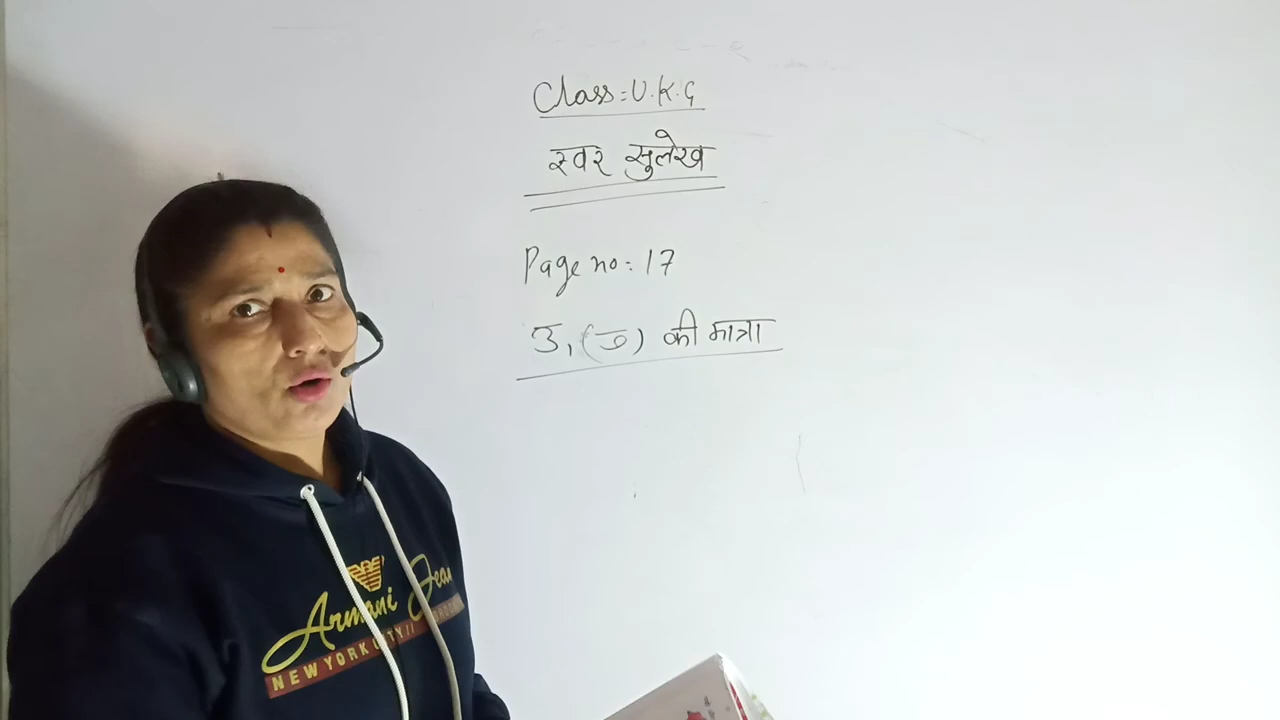 Class = U.K.G
स्वर सुलेख
Page no: 17
उ, ( ु) की मात्रा
Armani Jeans
NEW YORK CITY //